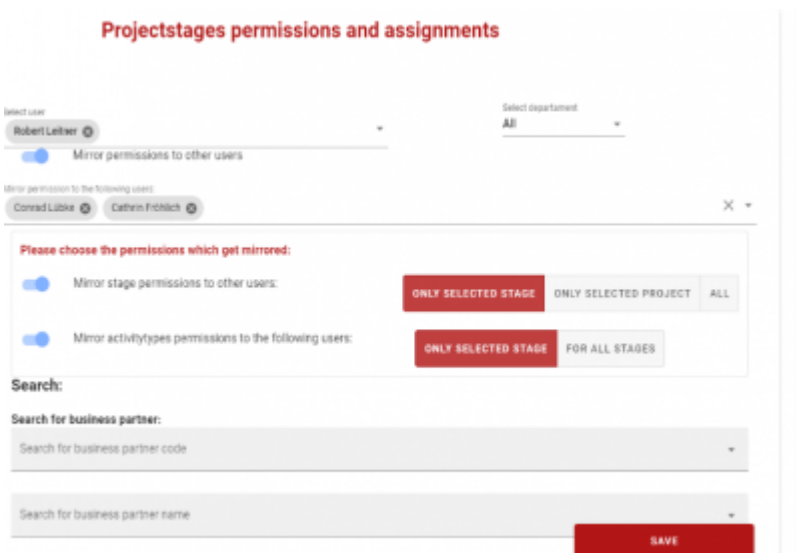 Projectstages permissions and assignments
Select user
Select departament
Robert Leitner
All
Mirror permissions to other users
Mirror permission to the following users:
Conrad Lübke Cathrin Fröhlich
Please choose the permissions which get mirrored:
Mirror stage permissions to other users:
ONLY SELECTED STAGE ONLY SELECTED PROJECT ALL
Mirror activitytypes permissions to the following users:
ONLY SELECTED STAGE FOR ALL STAGES
Search:
Search for business partner:
Search for business partner code
Search for business partner name
SAVE